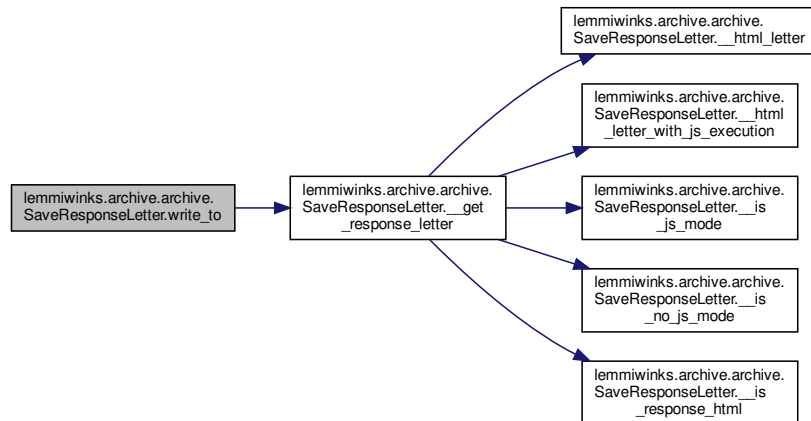 lemmiwinks.archive.archive.
SaveResponseLetter.write_to
lemmiwinks.archive.archive.
SaveResponseLetter.__get
_response_letter
lemmiwinks.archive.archive.
SaveResponseLetter.__html_letter
lemmiwinks.archive.archive.
SaveResponseLetter.__html
_letter_with_js_execution
lemmiwinks.archive.archive.
SaveResponseLetter.__is
_js_mode
lemmiwinks.archive.archive.
SaveResponseLetter.__is
_no_js_mode
lemmiwinks.archive.archive.
SaveResponseLetter.__is
_response_html